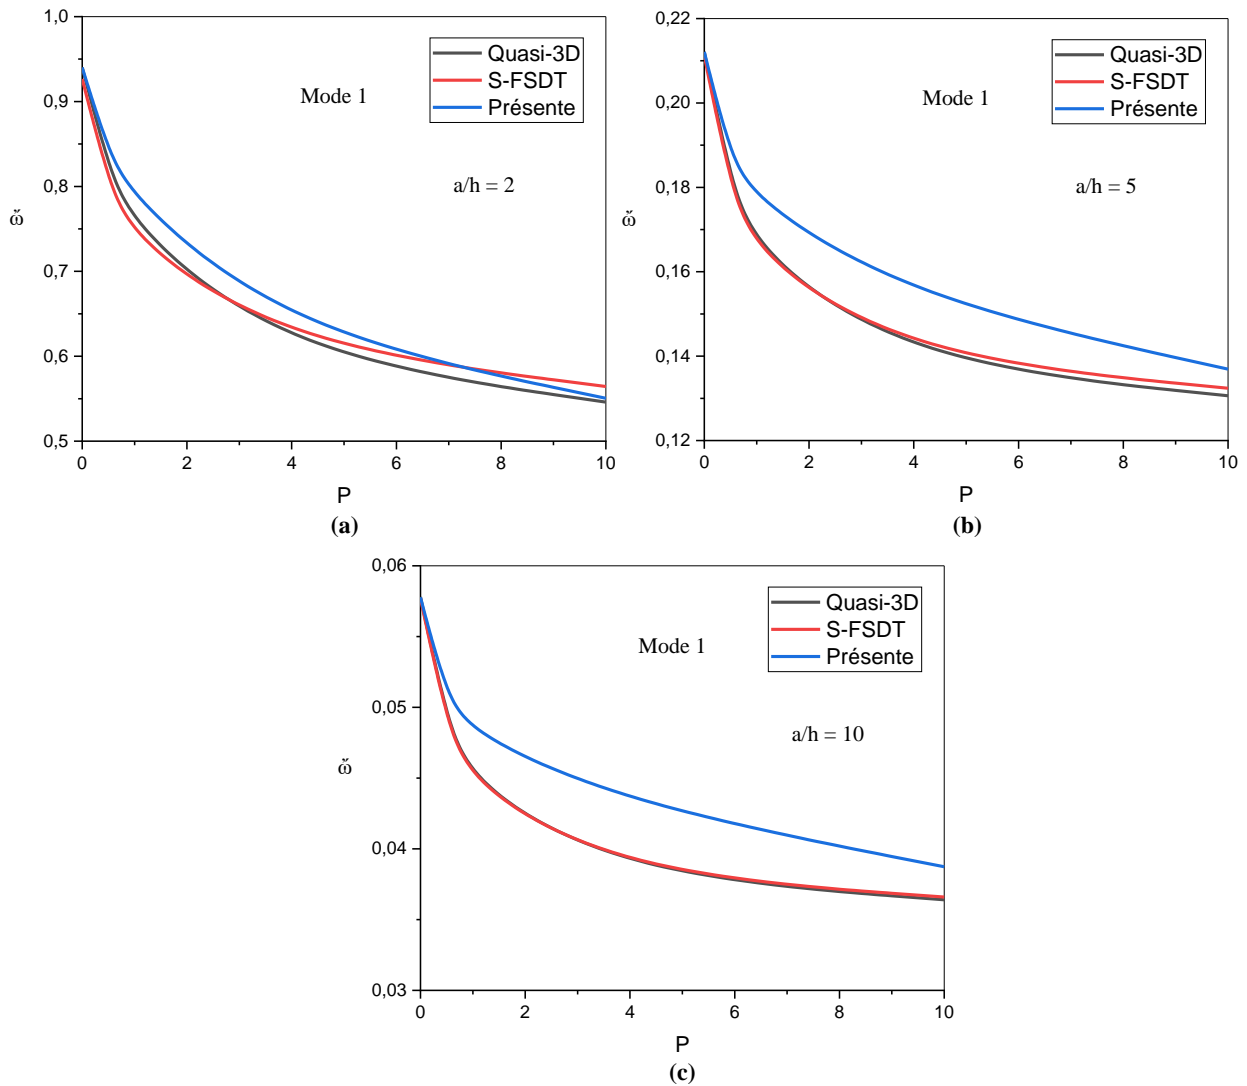 1,0
0,9
0,8
0,7
0,6
0,5
ώ̌
0 2 4 6 8 10
P
Quasi-3D
S-FSDT
Présente
Mode 1
a/h = 2
(a)
0,22
0,20
0,18
0,16
0,14
0,12
ώ̌
0 2 4 6 8 10
P
Quasi-3D
S-FSDT
Présente
Mode 1
a/h = 5
(b)
0,06
0,05
0,04
0,03
ώ̌
0 2 4 6 8 10
P
Quasi-3D
S-FSDT
Présente
Mode 1
a/h = 10
(c)